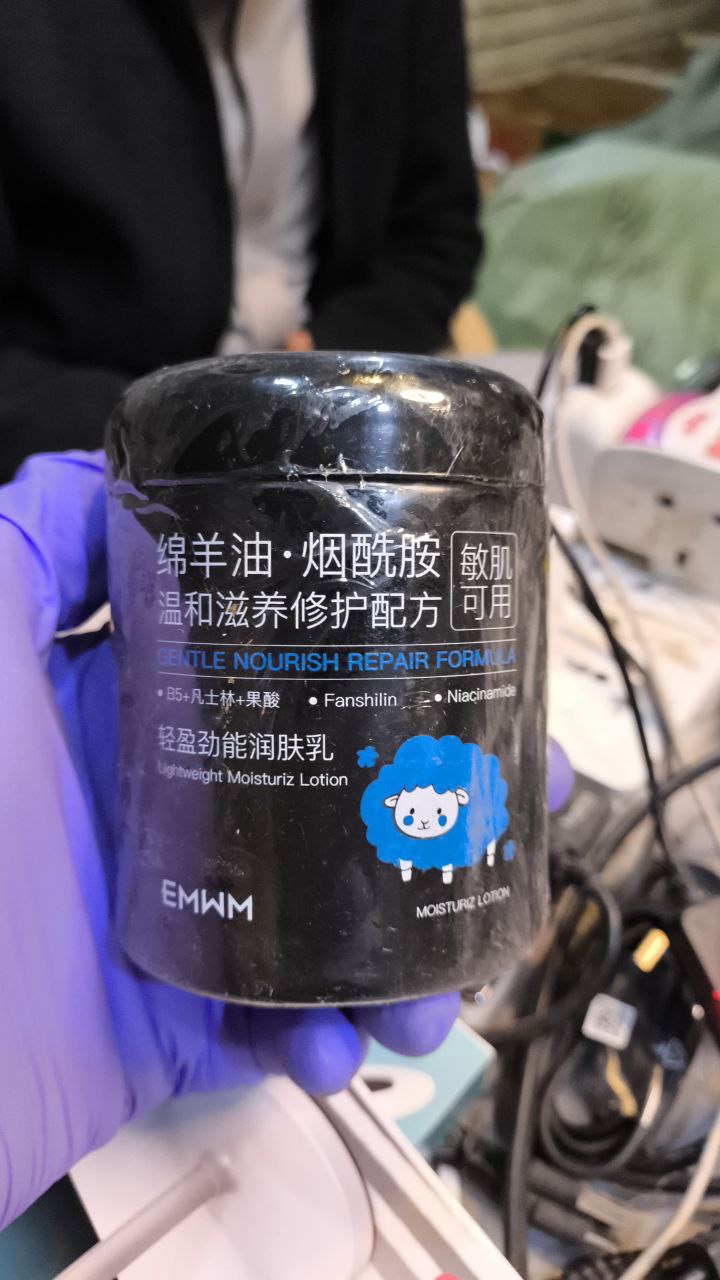 绵羊油·烟酰胺
敏肌
可用
温和滋养修护配方
GENTLE NOURISH REPAIR FORMULA
• B5+凡士林+果酸 • Fanshilin • Niacinamide
轻盈劲能润肤乳
Lightweight Moisturiz Lotion
EMWM
MOISTURIZ LOTION